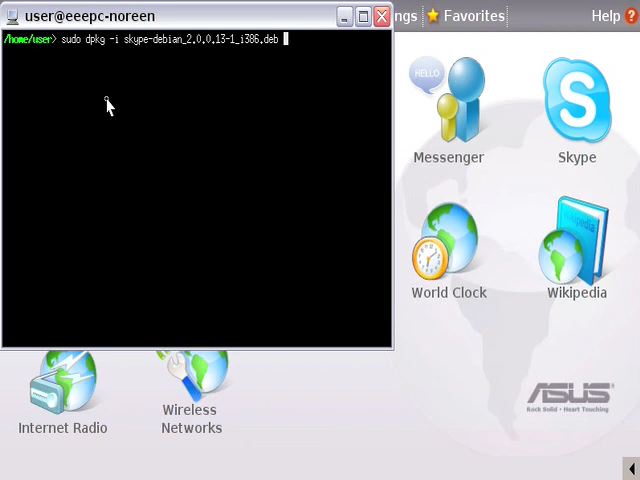 user@eeepc-noreen
ngs
Favorites
Help ?
/home/user> sudo dpkg -i skype-debian_2.0.0.13-1_i386.deb
HELLO
Messenger
S
Skype
World Clock
Wikipedia
Wikipedia
Internet Radio
Wireless
Networks
ASUS
Rock Solid · Heart Touching